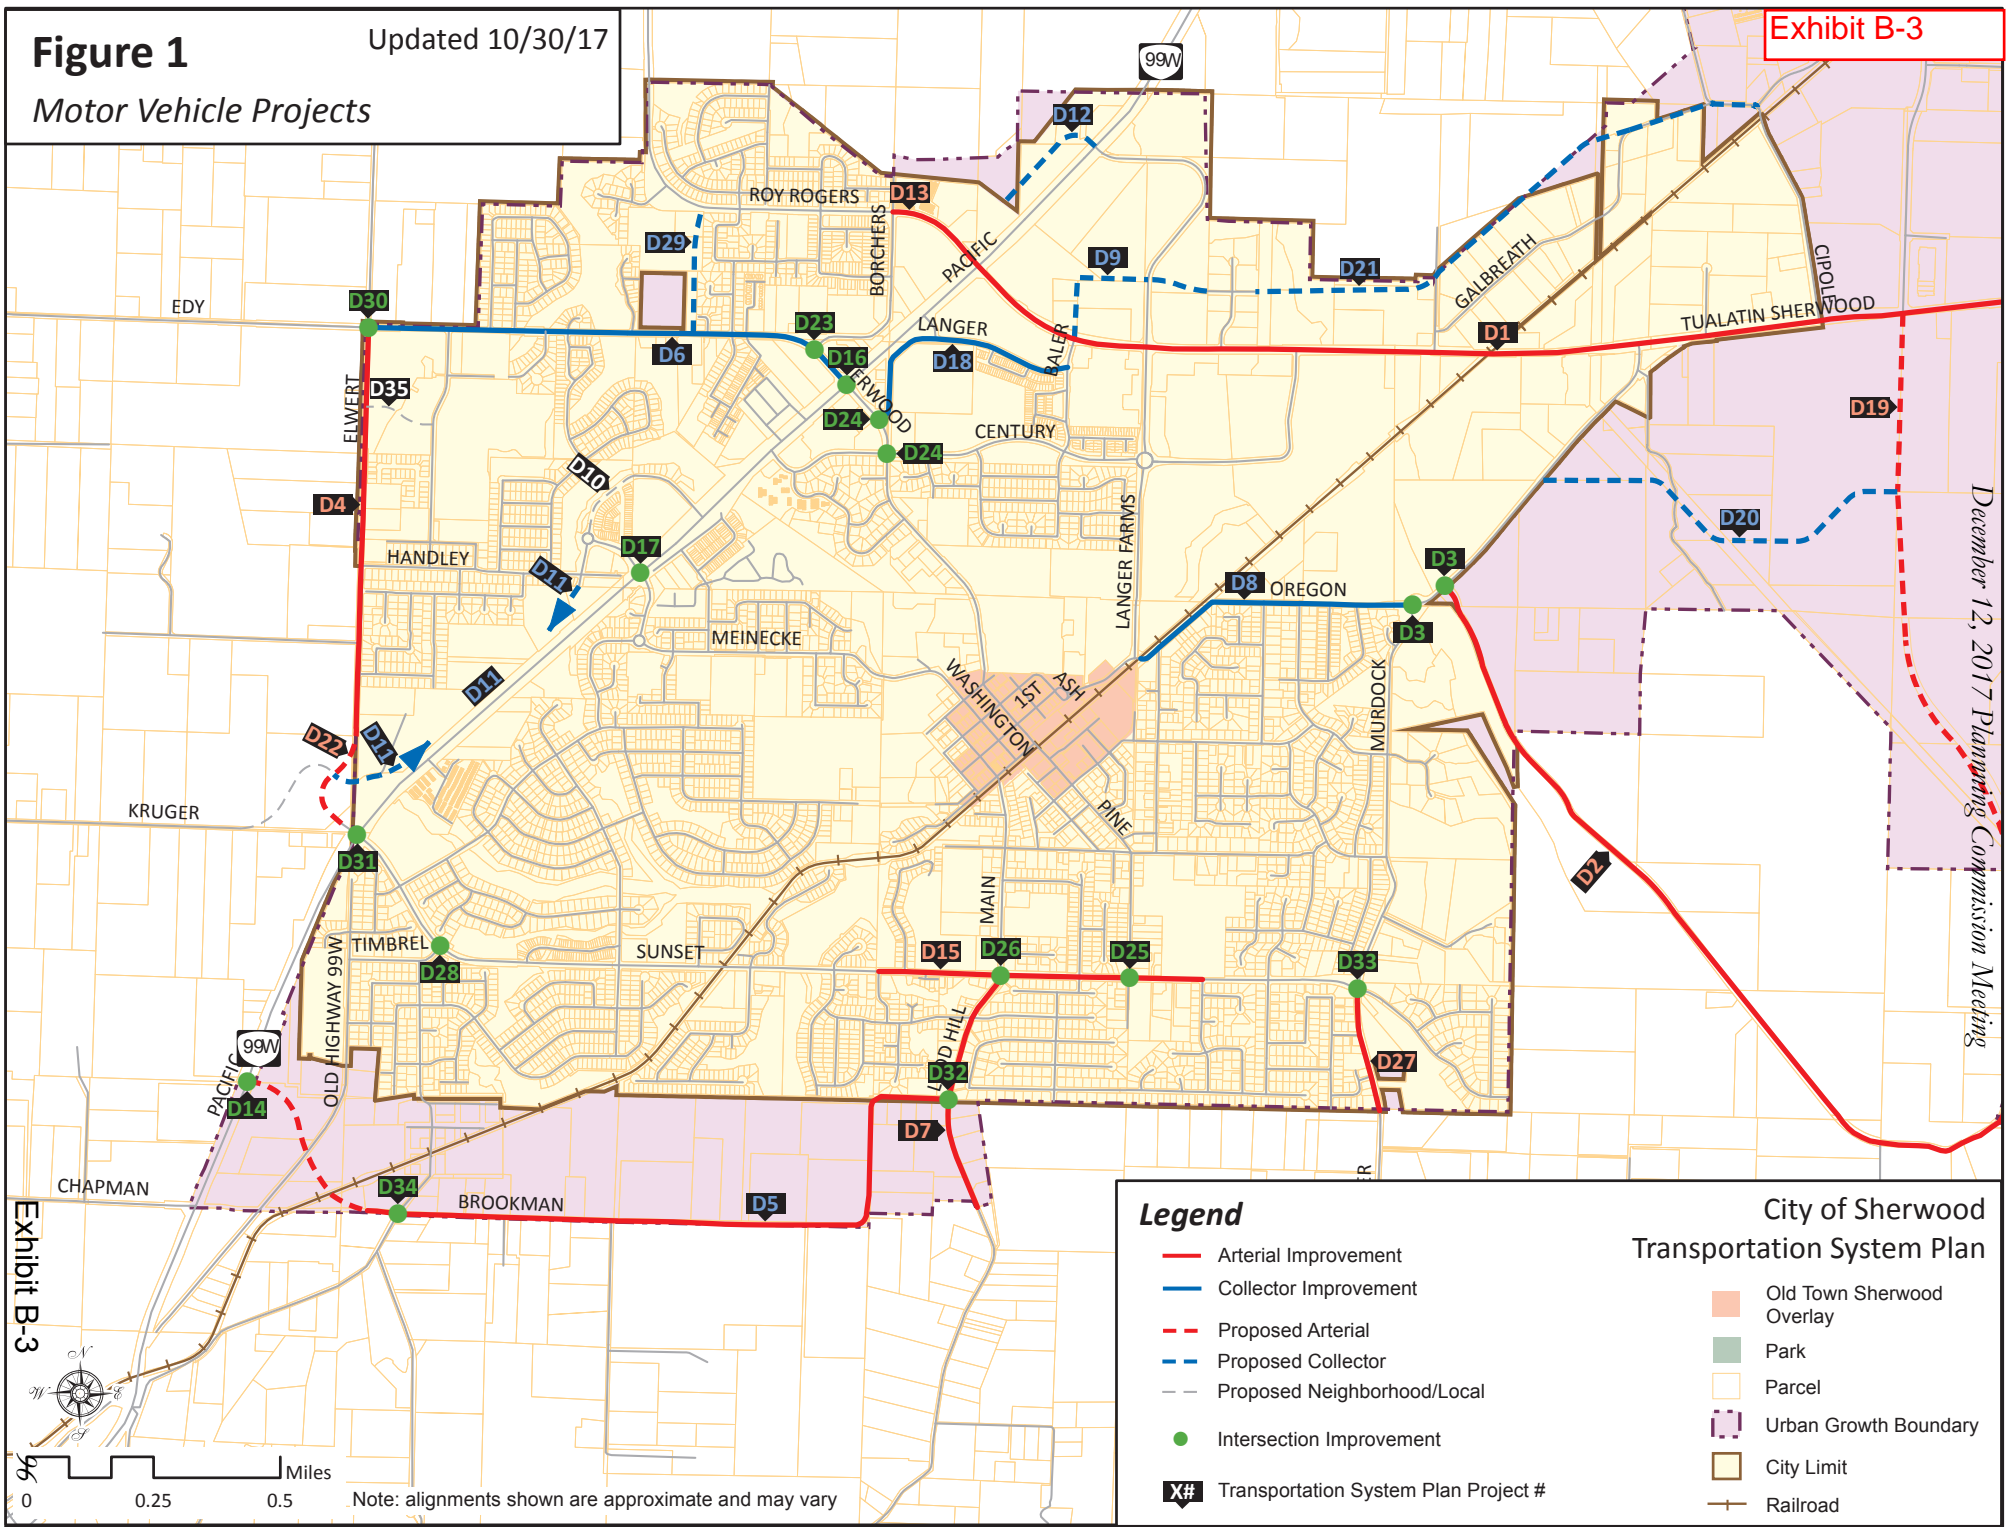 Figure 1
Updated 10/30/17
Motor Vehicle Projects
Exhibit B-3
99W
D12
ROY ROGERS
D13
BORCHERS
PACIFIC
D29
D9
D21
GALBREATH
CIPOLE
EDY
D30
D23
LANGER
BALER
D1
TUALATIN SHERWOOD
D6
D16
D18
ELWERT
D35
ERWOOD
D24
CENTURY
D24
D19
D10
D4
LANGER FARMS
D20
HANDLEY
D17
D11
D8
OREGON
D3
D3
MEINECKE
D11
WASHINGTON
1ST
ASH
MURDOCK
D22
D11
KRUGER
PINE
D31
D2
MAIN
TIMBREL
SUNSET
D15
D26
D25
D33
D28
OLD HIGHWAY 99W
99W
PACIFIC
D14
D32
D27
D7
CHAPMAN
D34
BROOKMAN
D5
ER
December 12, 2017 Planning Commission Meeting
Exhibit B-3
96
N
W
E
S
Miles
0
0.25
0.5
Note: alignments shown are approximate and may vary
Legend
Arterial Improvement
Collector Improvement
Proposed Arterial
Proposed Collector
Proposed Neighborhood/Local
Intersection Improvement
X#
Transportation System Plan Project #
City of Sherwood
Transportation System Plan
Old Town Sherwood
Overlay
Park
Parcel
Urban Growth Boundary
City Limit
Railroad